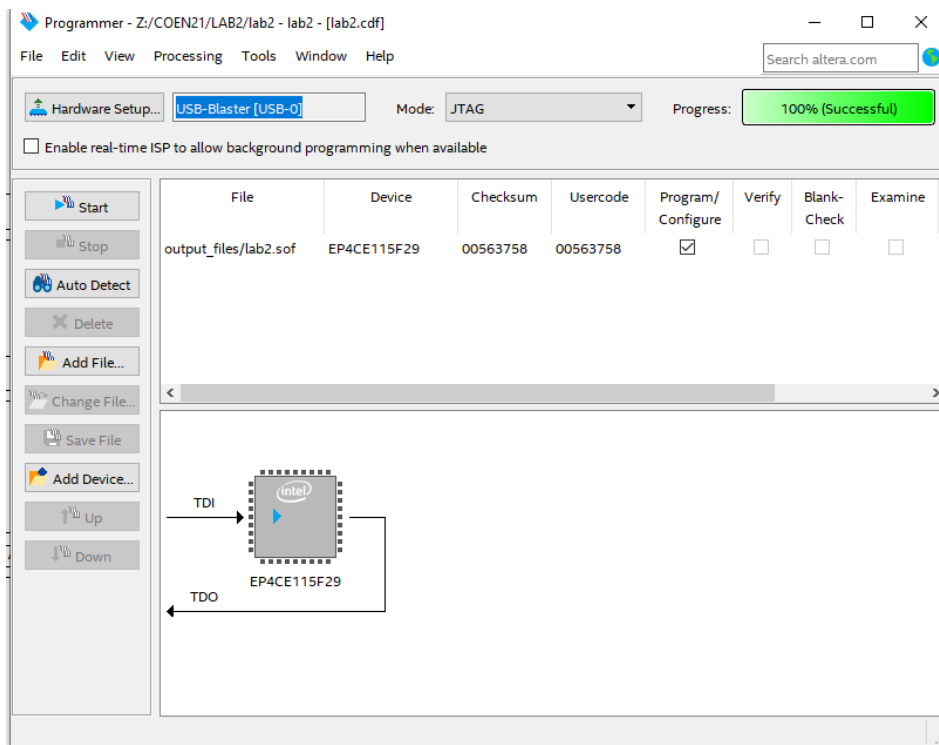 Programmer - Z:/COEN21/LAB2/lab2 - lab2 - [lab2.cdf]
File Edit View Processing Tools Window Help
Search altera.com
Hardware Setup... USB-Blaster [USB-0] Mode: JTAG Progress: 100% (Successful)
Enable real-time ISP to allow background programming when available
Start
Stop
Auto Detect
Delete
Add File...
Change File...
Save File
Add Device...
Up
Down
File Device Checksum Usercode Program/ Verify Blank- Examine
Configure Check
output_files/lab2.sof EP4CE115F29 00563758 00563758
TDI
intel
EP4CE115F29
TDO